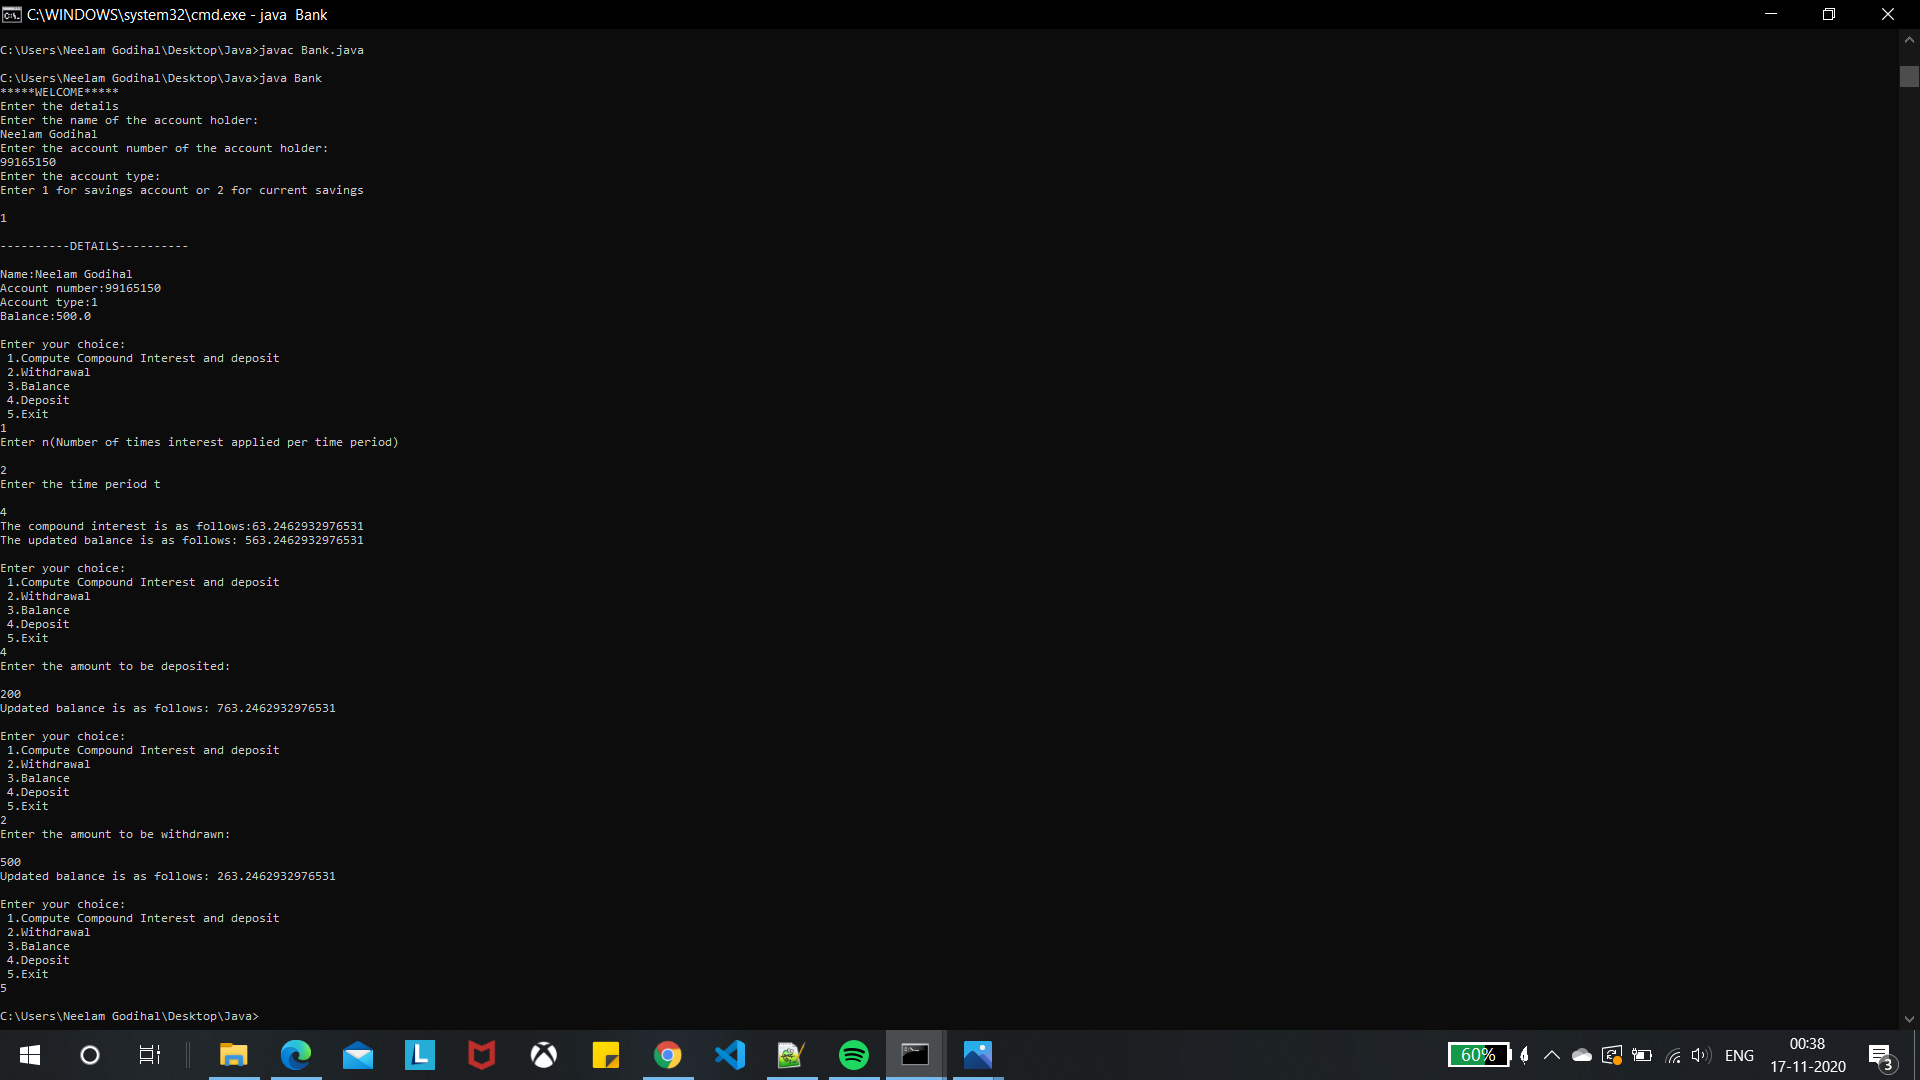 C:\WINDOWS\system32\cmd.exe - java  Bank
C:\Users\Neelam Godihal\Desktop\Java>javac Bank.java
C:\Users\Neelam Godihal\Desktop\Java>java Bank
*****WELCOME*****
Enter the details
Enter the name of the account holder:
Neelam Godihal
Enter the account number of the account holder:
99165150
Enter the account type:
Enter 1 for savings account or 2 for current savings
1
----------DETAILS----------
Name:Neelam Godihal
Account number:99165150
Account type:1
Balance:500.0
Enter your choice:
1.Compute Compound Interest and deposit
2.Withdrawal
3.Balance
4.Deposit
5.Exit
1
Enter n(Number of times interest applied per time period)
2
Enter the time period t
4
The compound interest is as follows:63.2462932976531
The updated balance is as follows: 563.2462932976531
Enter your choice:
1.Compute Compound Interest and deposit
2.Withdrawal
3.Balance
4.Deposit
5.Exit
4
Enter the amount to be deposited:
200
Updated balance is as follows: 763.2462932976531
Enter your choice:
1.Compute Compound Interest and deposit
2.Withdrawal
3.Balance
4.Deposit
5.Exit
2
Enter the amount to be withdrawn:
500
Updated balance is as follows: 263.2462932976531
Enter your choice:
1.Compute Compound Interest and deposit
2.Withdrawal
3.Balance
4.Deposit
5.Exit
5
C:\Users\Neelam Godihal\Desktop\Java>
L
60%
ENG
00:38
17-11-2020
3